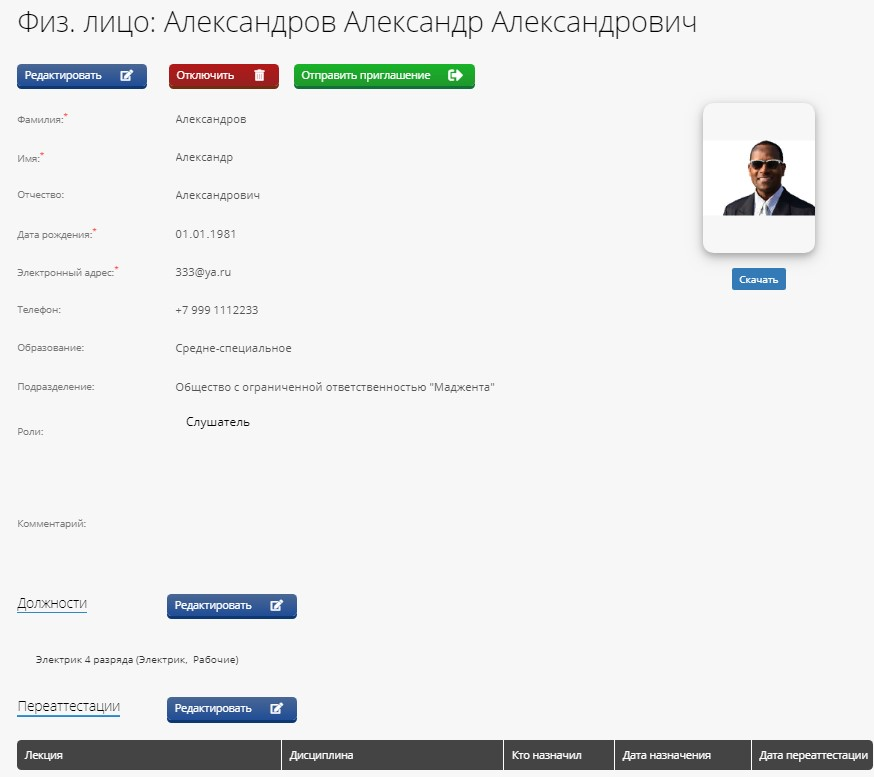 Физ. лицо: Александров Александр Александрович
Редактировать Отключить Отправить приглашение
Фамилия:* Александров
Имя:* Александр
Отчество: Александрович
Дата рождения:* 01.01.1981
Электронный адрес:* 333@ya.ru
Скачать
Телефон: +7 999 1112233
Образование: Средне-специальное
Подразделение: Общество с ограниченной ответственностью "Маджента"
Роли: Слушатель
Комментарий:
Должности Редактировать
Электрик 4 разряда (Электрик, Рабочие)
Переаттестации Редактировать
Лекция Дисциплина Кто назначил Дата назначения Дата переаттестации